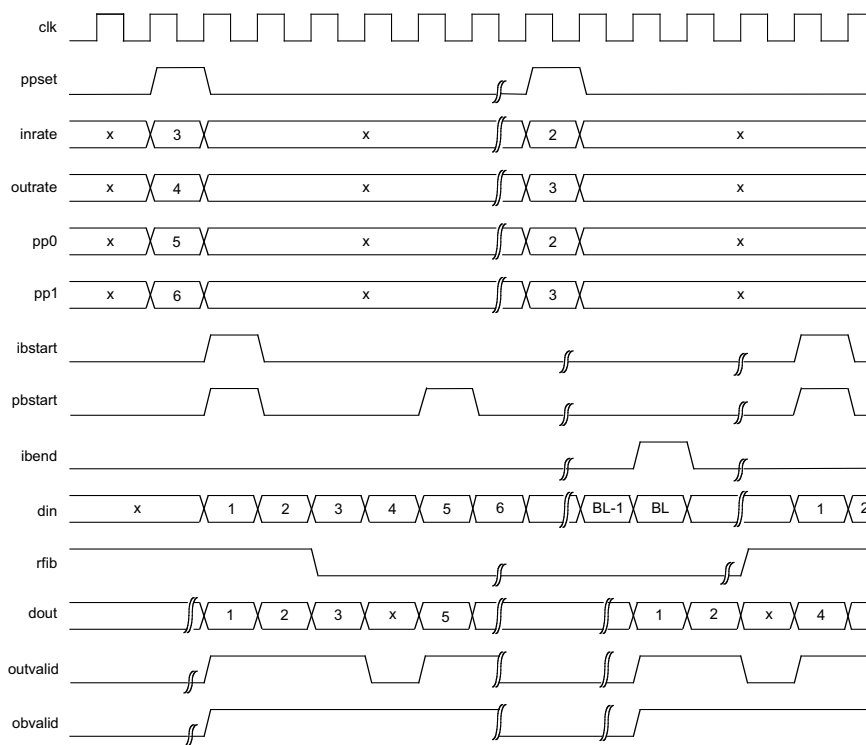 clk
ppset
inrate x 3 x 2 x
outrate x 4 x 3 x
pp0 x 5 x 2 x
pp1 x 6 x 3 x
ibstart
pbstart
ibend
din x 1 2 3 4 5 6 BL-1 BL 1 2
rfib
dout 1 2 3 x 5 1 2 x 4
outvalid
obvalid